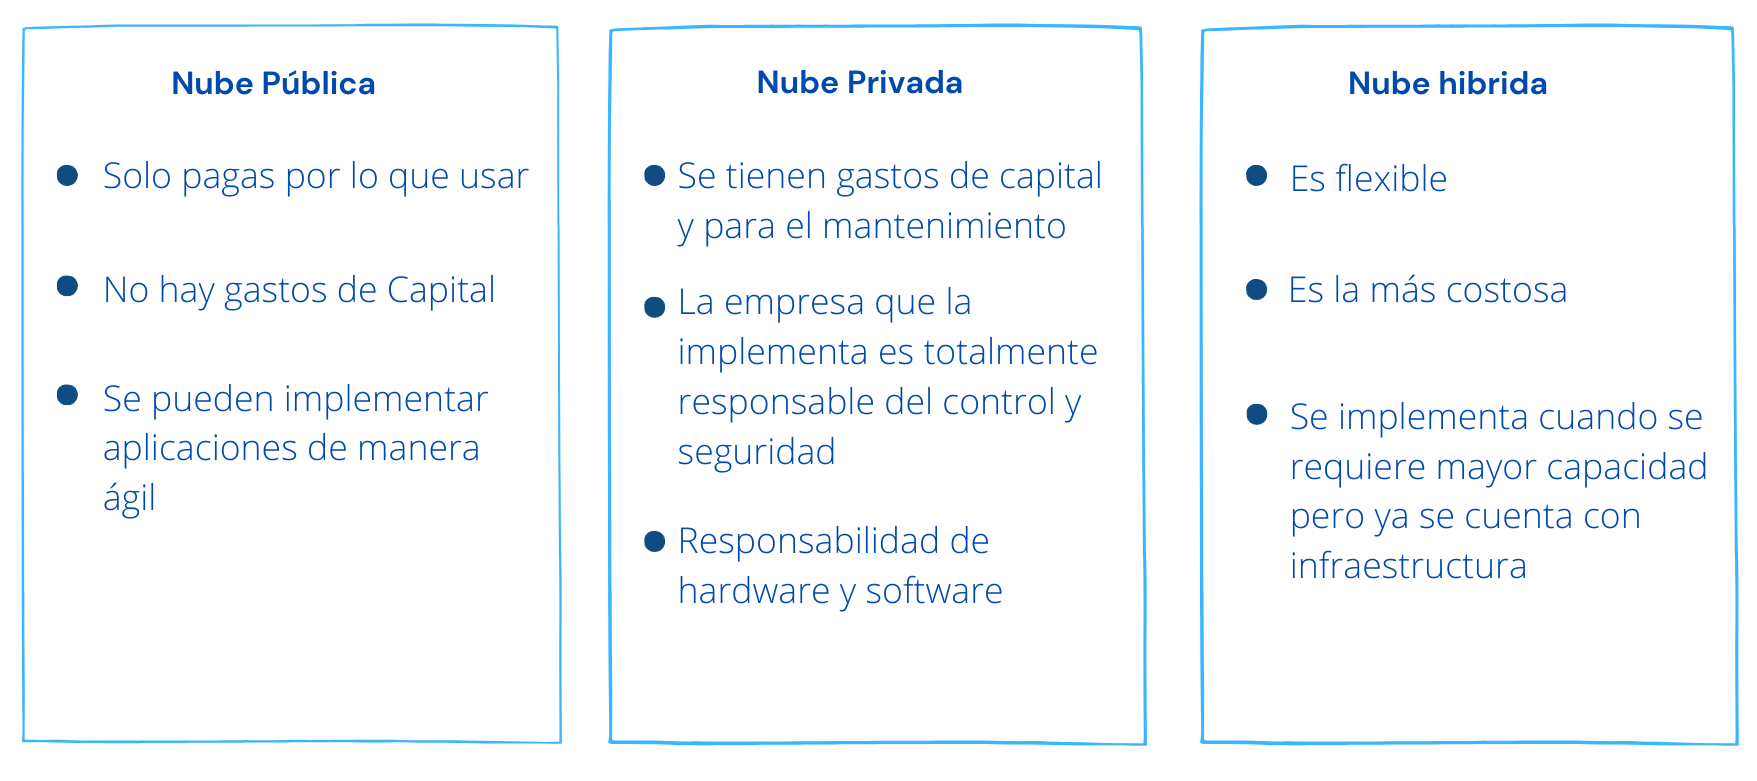 Nube Pública
Solo pagas por lo que usar
No hay gastos de Capital
Se pueden implementar
aplicaciones de manera
ágil
Nube Privada
Se tienen gastos de capital
y para el mantenimiento
La empresa que la
implementa es totalmente
responsable del control y
seguridad
Responsabilidad de
hardware y software
Nube hibrida
Es flexible
Es la más costosa
Se implementa cuando se
requiere mayor capacidad
pero ya se cuenta con
infraestructura